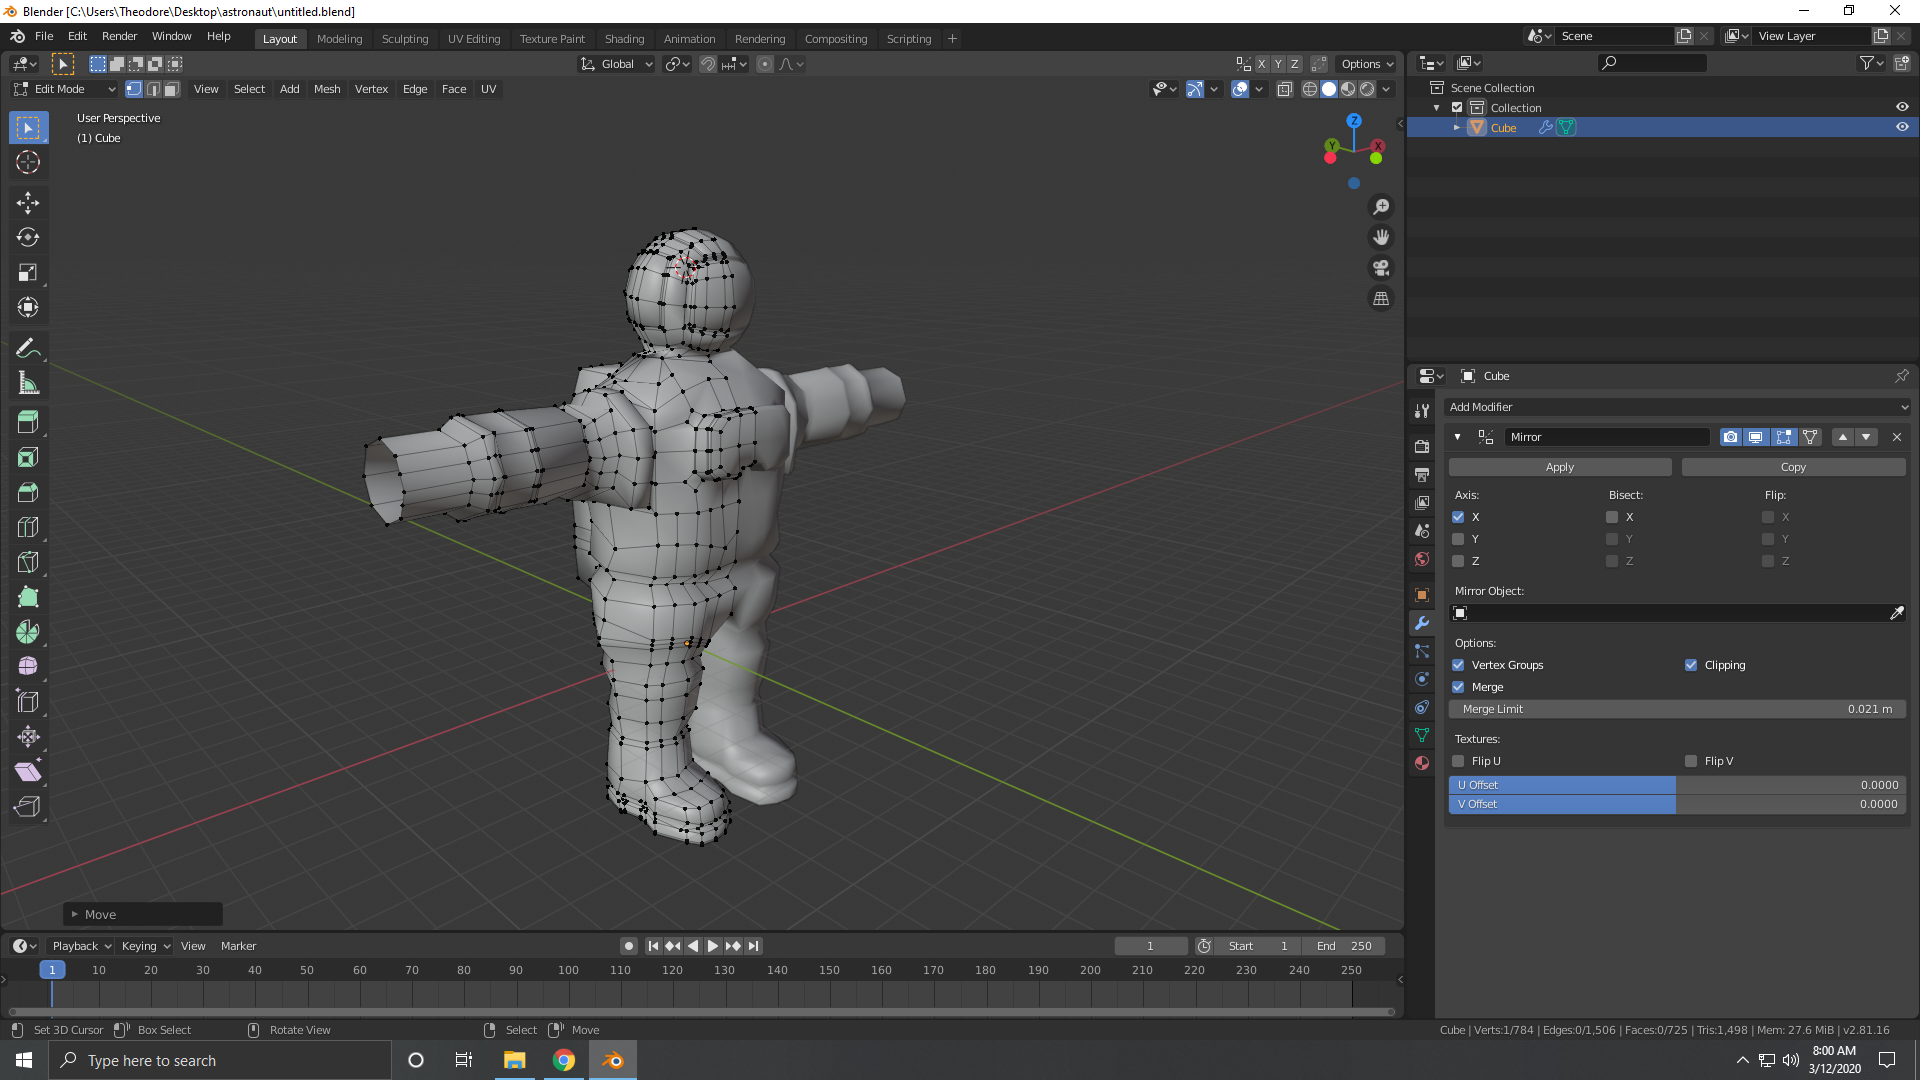 Blender [C:\Users\Theodore\Desktop\astronaut\untitled.blend]
File Edit Render Window Help Layout Modeling Sculpting UV Editing Texture Paint Shading Animation Rendering Compositing Scripting + Scene View Layer
Global X Y Z Options
Edit Mode View Select Add Mesh Vertex Edge Face UV
User Perspective
(1) Cube
Z
Y X
Move
Scene Collection
Collection
Cube
Cube
Add Modifier
Mirror
Apply Copy
Axis: Bisect: Flip:
X X X
Y Y Y
Z Z Z
Mirror Object:
Options:
Vertex Groups Clipping
Merge
Merge Limit 0.021 m
Textures:
Flip U Flip V
U Offset 0.0000
V Offset 0.0000
Playback Keying View Marker 1 Start 1 End 250
1 10 20 30 40 50 60 70 80 90 100 110 120 130 140 150 160 170 180 190 200 210 220 230 240 250
Set 3D Cursor Box Select Rotate View Select Move Cube | Verts:1/784 | Edges:0/1,506 | Faces:0/725 | Tris:1,498 | Mem: 27.6 MiB | v2.81.16
Type here to search
8:00 AM
3/12/2020